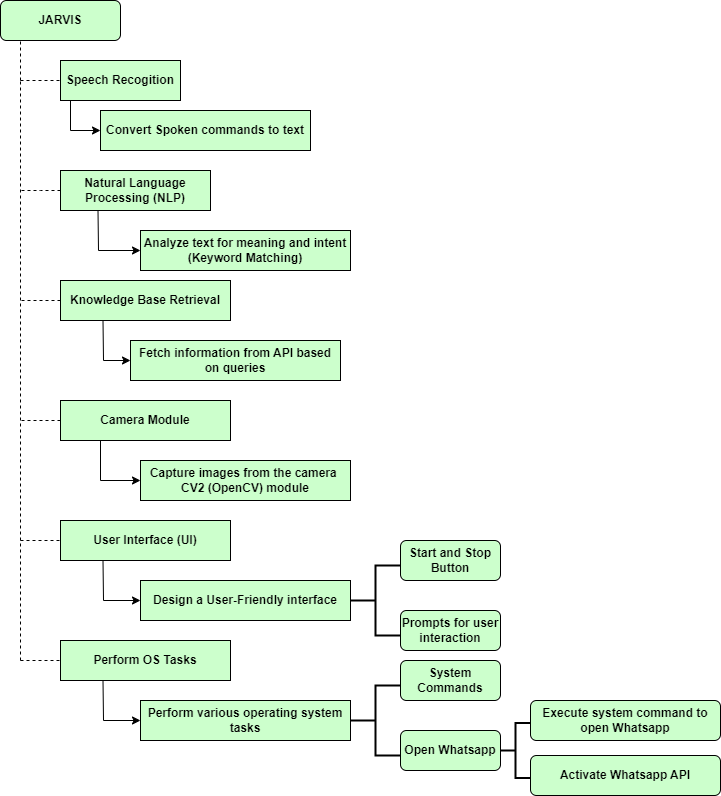 JARVIS
Speech Recogition
Convert Spoken commands to text
Natural Language
Processing (NLP)
Analyze text for meaning and intent
(Keyword Matching)
Knowledge Base Retrieval
Fetch information from API based
on queries
Camera Module
Capture images from the camera
CV2 (OpenCV) module
User Interface (UI)
Design a User-Friendly interface
Start and Stop
Button
Prompts for user
interaction
Perform OS Tasks
Perform various operating system
tasks
System
Commands
Open Whatsapp
Execute system command to
open Whatsapp
Activate Whatsapp API